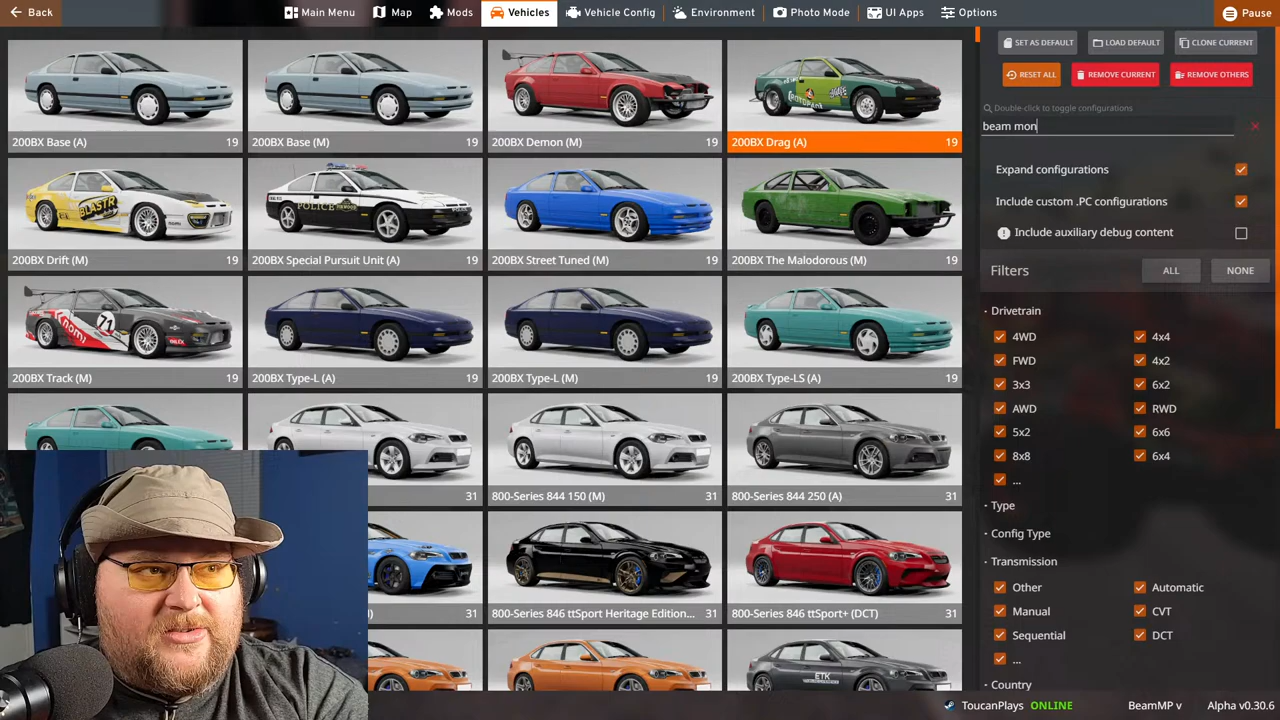 Back
Main Menu
Map
Mods
Vehicles
Vehicle Config
Environment
Photo Mode
UI Apps
Options
Pause
200BX Base (A) 19
200BX Base (M) 19
200BX Demon (M) 19
200BX Drag (A) 19
BLASTR
POLICE
200BX Drift (M) 19
200BX Special Pursuit Unit (A) 19
200BX Street Tuned (M) 19
200BX The Malodorous (M) 19
nomi
71
200BX Track (M) 19
200BX Type-L (A) 19
200BX Type-L (M) 19
200BX Type-LS (A) 19
31
800-Series 844 150 (M) 31
800-Series 844 250 (A) 31
31
800-Series 846 ttSport Heritage Edition... 31
800-Series 846 ttSport+ (DCT) 31
ETK
SET AS DEFAULT
LOAD DEFAULT
CLONE CURRENT
RESET ALL
REMOVE CURRENT
REMOVE OTHERS
Double-click to toggle configurations
beam mon
Expand configurations
Include custom .PC configurations
Include auxiliary debug content
Filters
ALL
NONE
- Drivetrain
4WD
4x4
FWD
4x2
3x3
6x2
AWD
RWD
5x2
6x6
8x8
6x4
...
- Type
- Config Type
- Transmission
Other
Automatic
Manual
CVT
Sequential
DCT
...
- Country
ToucanPlays ONLINE BeamMP v Alpha v0.30.6